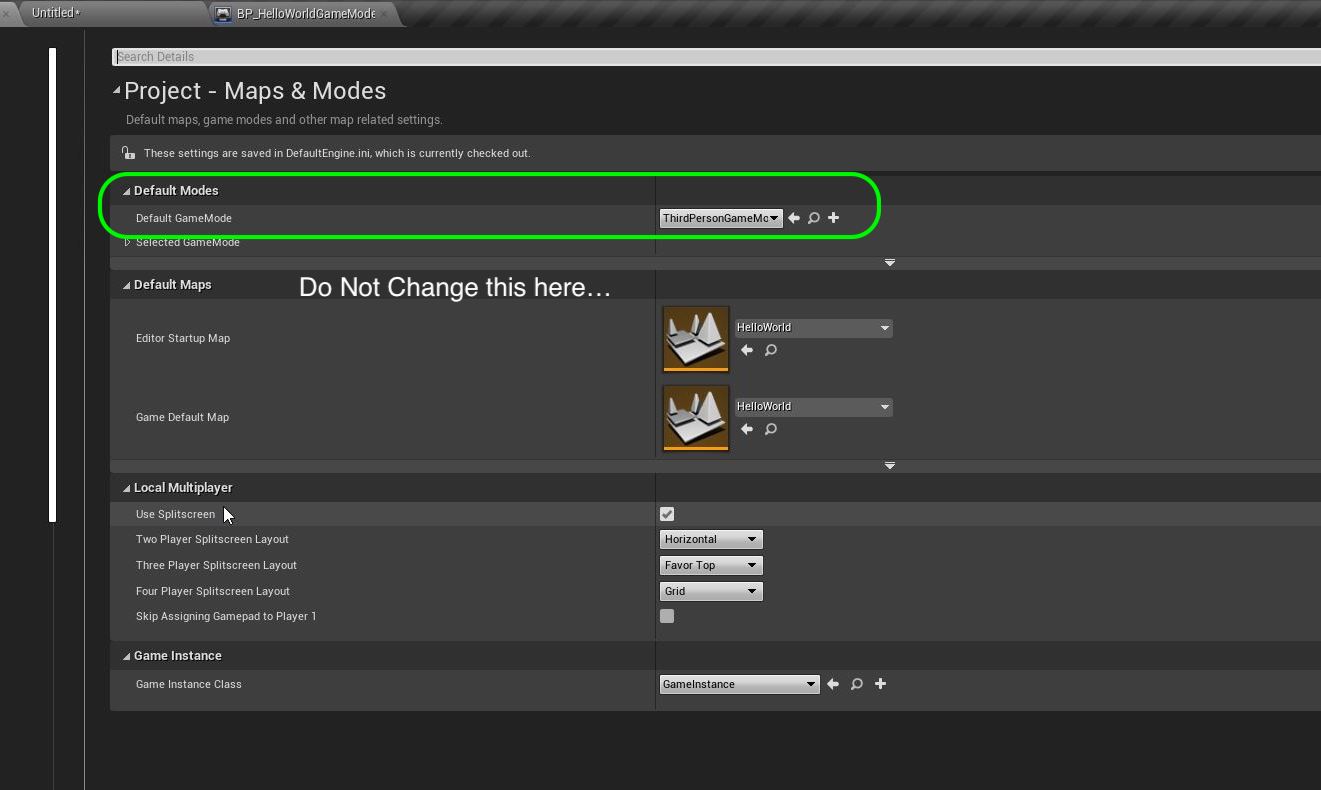 Untitled*
BP_HelloWorldGameMode
Search Details
Project - Maps & Modes
Default maps, game modes and other map related settings.
These settings are saved in DefaultEngine.ini, which is currently checked out.
Default Modes
Default GameMode
ThirdPersonGameMo
Selected GameMode
Default Maps
Do Not Change this here...
Editor Startup Map
HelloWorld
Game Default Map
HelloWorld
Local Multiplayer
Use Splitscreen
Two Player Splitscreen Layout
Horizontal
Three Player Splitscreen Layout
Favor Top
Four Player Splitscreen Layout
Grid
Skip Assigning Gamepad to Player 1
Game Instance
Game Instance Class
GameInstance